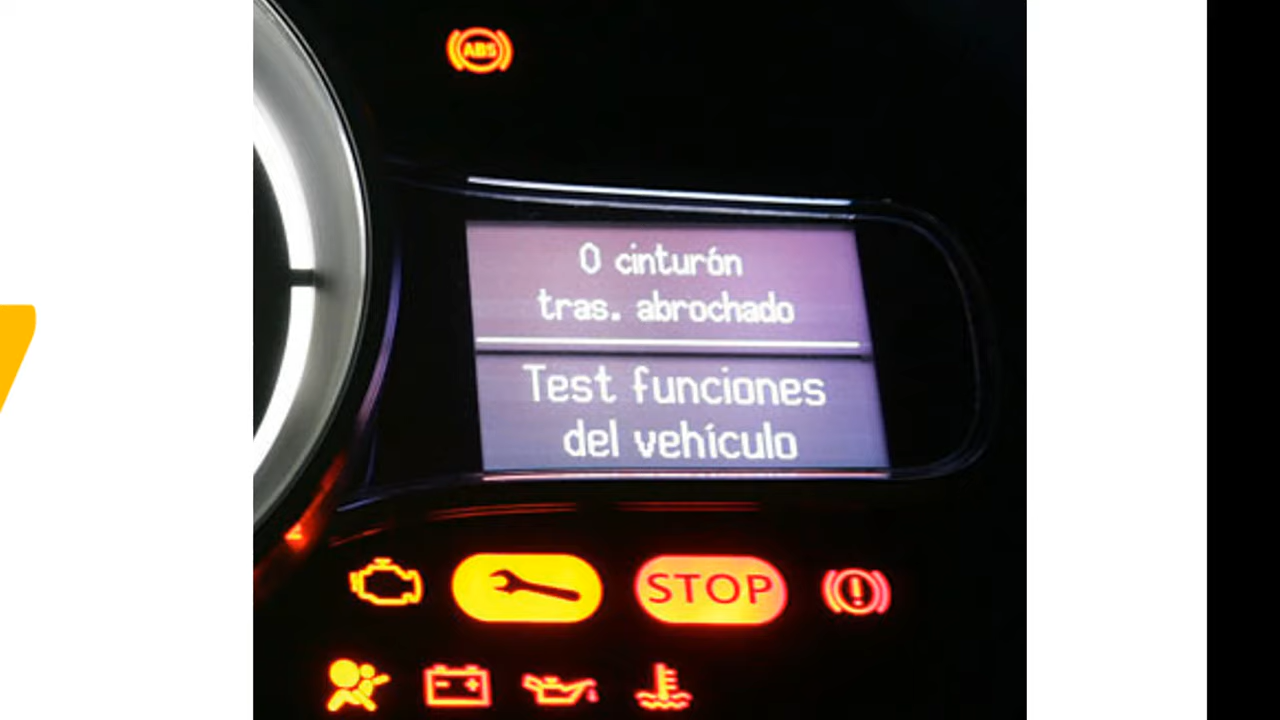 ABS
0 cinturón
tras. abrochado
Test funciones
del vehículo
STOP